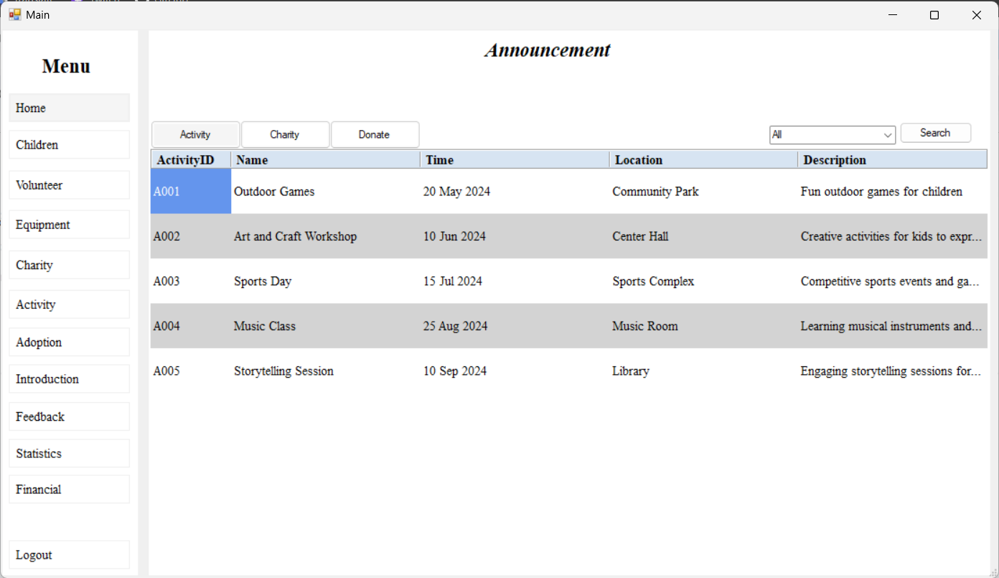 Main
Menu
Home
Children
Volunteer
Equipment
Charity
Activity
Adoption
Introduction
Feedback
Statistics
Financial
Logout
Announcement
Activity Charity Donate All Search
ActivityID Name Time Location Description
A001 Outdoor Games 20 May 2024 Community Park Fun outdoor games for children
A002 Art and Craft Workshop 10 Jun 2024 Center Hall Creative activities for kids to expr...
A003 Sports Day 15 Jul 2024 Sports Complex Competitive sports events and ga...
A004 Music Class 25 Aug 2024 Music Room Learning musical instruments and...
A005 Storytelling Session 10 Sep 2024 Library Engaging storytelling sessions for...